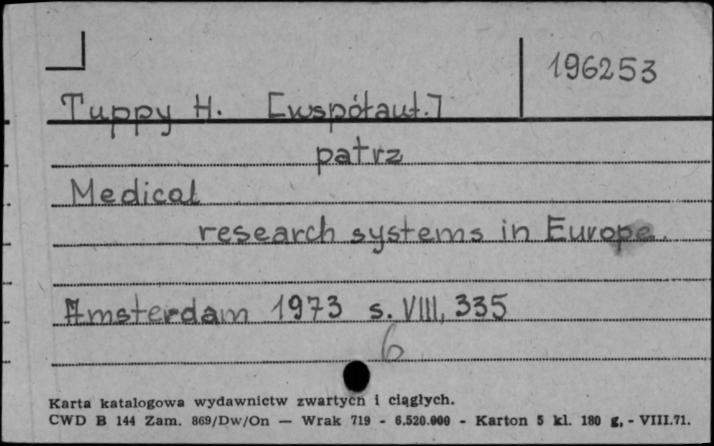 196253
Tuppy H. [współaut.]
patrz
Medical
research systems in Europe.
Amsterdam 1973 s. VIII, 335
6
Karta katalogowa wydawnictw zwartych i ciągłych.
CWD B 144 Zam. 869/Dw/On — Wrak 719 - 6.520.000 - Karton 5 kl. 180 g, - VIII.71.